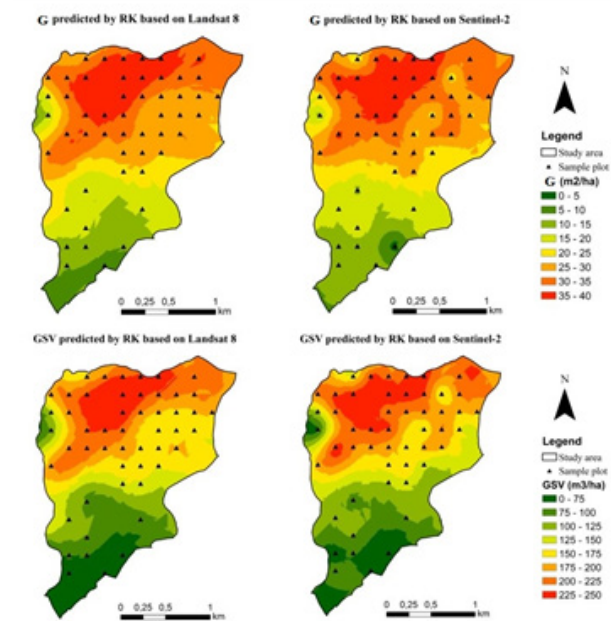 G predicted by RK based on Landsat 8
G predicted by RK based on Sentinel-2
N
Legend
Study area
Sample plot
G (m2/ha)
0 - 5
5 - 10
10 - 15
15 - 20
20 - 25
25 - 30
30 - 35
35 - 40
0 0,25 0,5 1
km
0 0,25 0,5 1
km
GSV predicted by RK based on Landsat 8
GSV predicted by RK based on Sentinel-2
N
Legend
Study area
Sample plot
GSV (m3/ha)
0 - 75
75 - 100
100 - 125
125 - 150
150 - 175
175 - 200
200 - 225
225 - 250
0 0,25 0,5 1
km
0 0,25 0,5 1
km